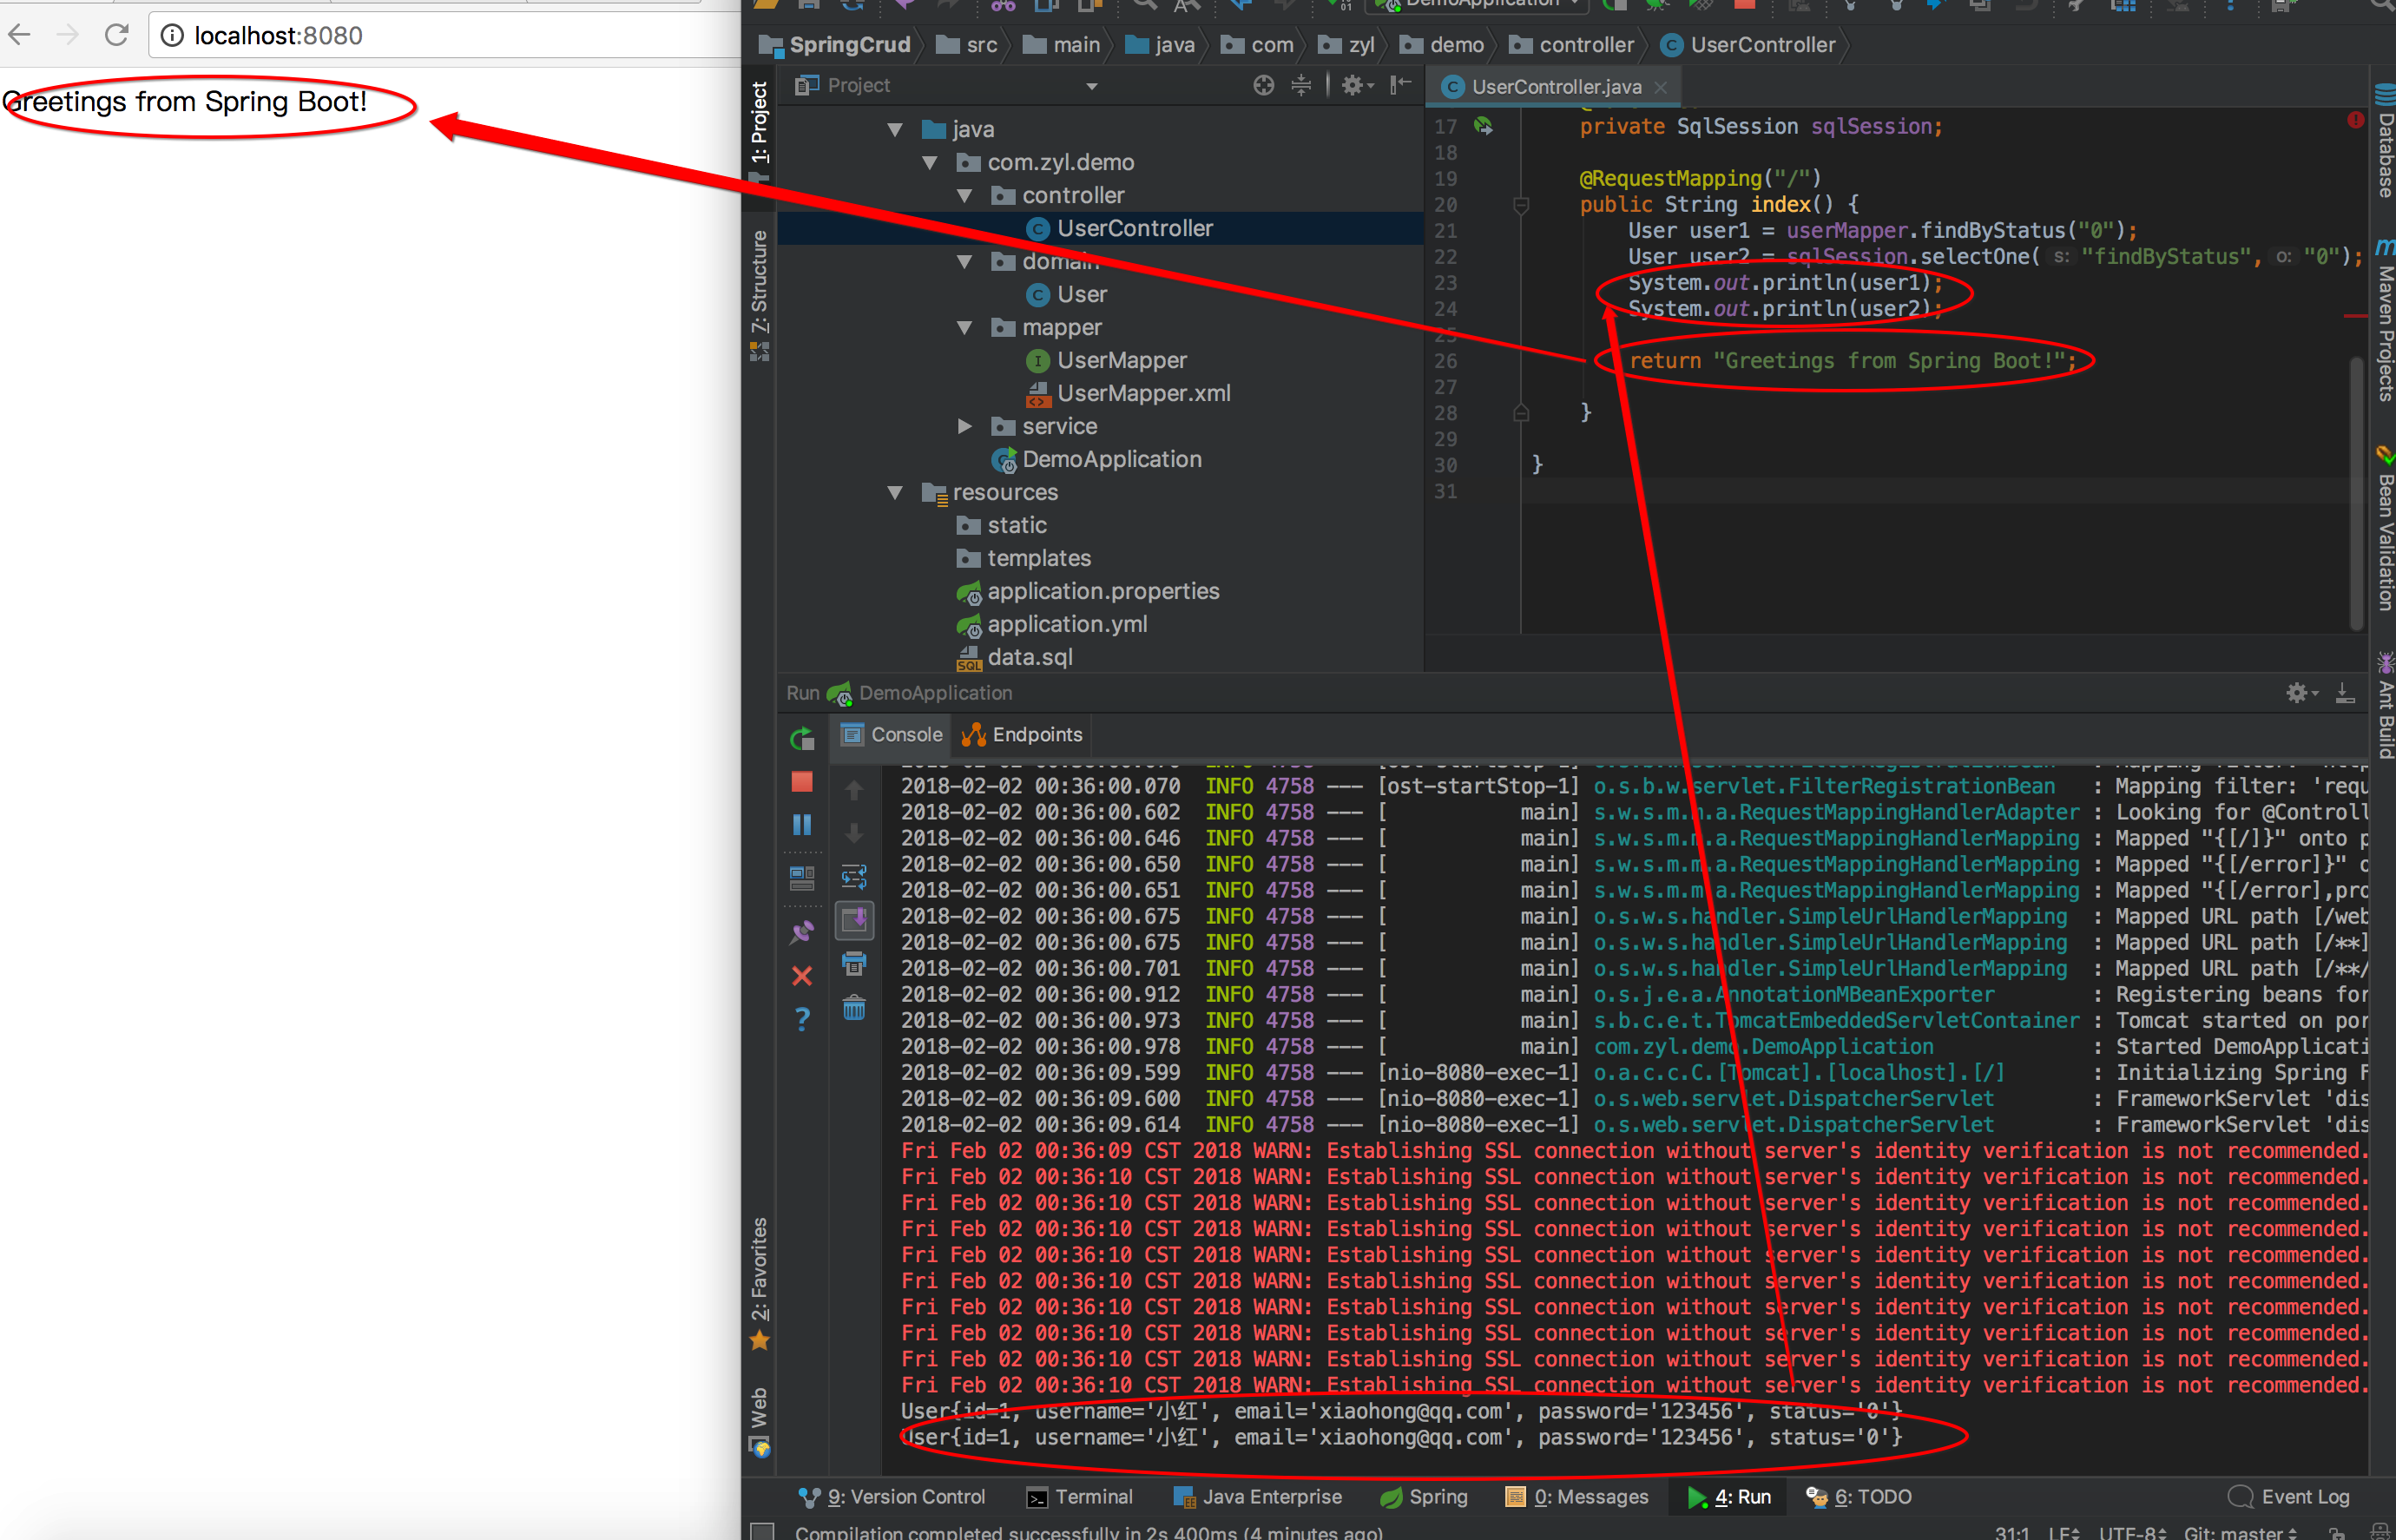 localhost:8080
Greetings from Spring Boot!
DemoApplication
SpringCrud src main java com zyl demo controller UserController
Project
UserController.java
1: Project
7: Structure
2: Favorites
Web
java
com.zyl.demo
controller
UserController
domain
User
mapper
UserMapper
UserMapper.xml
service
DemoApplication
resources
static
templates
application.properties
application.yml
data.sql
17 private SqlSession sqlSession;
18
19 @RequestMapping("/")
20 public String index() {
21 User user1 = userMapper.findByStatus("0");
22 User user2 = sqlSession.selectOne( s: "findByStatus", o: "0");
23 System.out.println(user1);
24 System.out.println(user2);
25
26 return "Greetings from Spring Boot!";
27
28 }
29
30 }
31
Database
Maven Projects
Bean Validation
Ant Build
Run DemoApplication
Console Endpoints
2018-02-02 00:36:00.070 INFO 4758 --- [ost-startStop-1] o.s.b.w.servlet.FilterRegistrationBean : Mapping filter: 'requ
2018-02-02 00:36:00.602 INFO 4758 --- [ main] s.w.s.m.m.a.RequestMappingHandlerAdapter : Looking for @Controll
2018-02-02 00:36:00.646 INFO 4758 --- [ main] s.w.s.m.m.a.RequestMappingHandlerMapping : Mapped "{[/]}" onto p
2018-02-02 00:36:00.650 INFO 4758 --- [ main] s.w.s.m.m.a.RequestMappingHandlerMapping : Mapped "{[/error]}" o
2018-02-02 00:36:00.651 INFO 4758 --- [ main] s.w.s.m.m.a.RequestMappingHandlerMapping : Mapped "{[/error],pro
2018-02-02 00:36:00.675 INFO 4758 --- [ main] o.s.w.s.handler.SimpleUrlHandlerMapping : Mapped URL path [/web
2018-02-02 00:36:00.675 INFO 4758 --- [ main] o.s.w.s.handler.SimpleUrlHandlerMapping : Mapped URL path [/**]
2018-02-02 00:36:00.701 INFO 4758 --- [ main] o.s.w.s.handler.SimpleUrlHandlerMapping : Mapped URL path [/**/
2018-02-02 00:36:00.912 INFO 4758 --- [ main] o.s.j.e.a.AnnotationMBeanExporter : Registering beans for
2018-02-02 00:36:00.973 INFO 4758 --- [ main] s.b.c.e.t.TomcatEmbeddedServletContainer : Tomcat started on por
2018-02-02 00:36:00.978 INFO 4758 --- [ main] com.zyl.demo.DemoApplication : Started DemoApplicati
2018-02-02 00:36:09.599 INFO 4758 --- [nio-8080-exec-1] o.a.c.c.C.[Tomcat].[localhost].[/] : Initializing Spring F
2018-02-02 00:36:09.600 INFO 4758 --- [nio-8080-exec-1] o.s.web.servlet.DispatcherServlet : FrameworkServlet 'dis
2018-02-02 00:36:09.614 INFO 4758 --- [nio-8080-exec-1] o.s.web.servlet.DispatcherServlet : FrameworkServlet 'dis
Fri Feb 02 00:36:09 CST 2018 WARN: Establishing SSL connection without server's identity verification is not recommended.
Fri Feb 02 00:36:10 CST 2018 WARN: Establishing SSL connection without server's identity verification is not recommended.
Fri Feb 02 00:36:10 CST 2018 WARN: Establishing SSL connection without server's identity verification is not recommended.
Fri Feb 02 00:36:10 CST 2018 WARN: Establishing SSL connection without server's identity verification is not recommended.
Fri Feb 02 00:36:10 CST 2018 WARN: Establishing SSL connection without server's identity verification is not recommended.
Fri Feb 02 00:36:10 CST 2018 WARN: Establishing SSL connection without server's identity verification is not recommended.
Fri Feb 02 00:36:10 CST 2018 WARN: Establishing SSL connection without server's identity verification is not recommended.
Fri Feb 02 00:36:10 CST 2018 WARN: Establishing SSL connection without server's identity verification is not recommended.
Fri Feb 02 00:36:10 CST 2018 WARN: Establishing SSL connection without server's identity verification is not recommended.
Fri Feb 02 00:36:10 CST 2018 WARN: Establishing SSL connection without server's identity verification is not recommended.
User{id=1, username='小红', email='xiaohong@qq.com', password='123456', status='0'}
User{id=1, username='小红', email='xiaohong@qq.com', password='123456', status='0'}
9: Version Control Terminal Java Enterprise Spring 0: Messages 4: Run 6: TODO Event Log
Compilation completed successfully in 2s 400ms (4 minutes ago) 31:1 LF UTF-8 Git: master